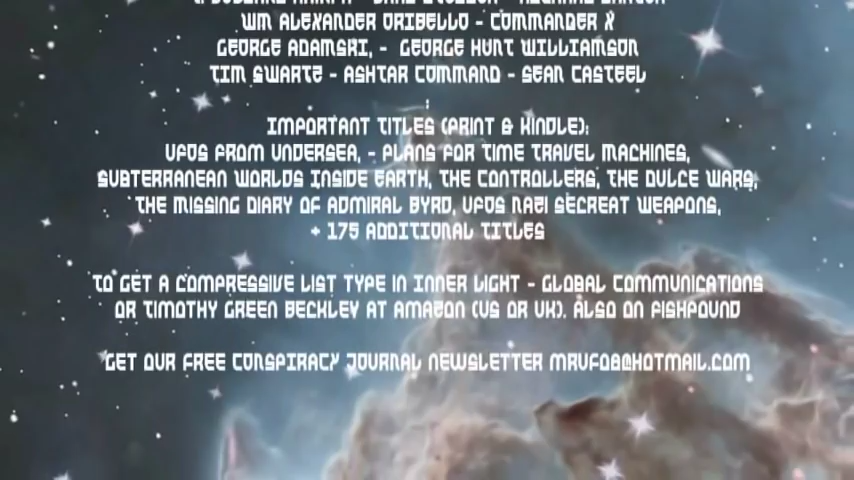 WM ALEXANDER ORIBELLO - COMMANDER X
GEORGE ADAMSKI, - GEORGE HUNT WILLIAMSON
TIM SWARTZ - ASHTAR COMMAND - SEAN CASTEEL
:
IMPORTANT TITLES (PRINT & KINDLE):
UFOS FROM UNDERSEA, - PLANS FOR TIME TRAVEL MACHINES,
SUBTERRANEAN WORLDS INSIDE EARTH, THE CONTROLLERS, THE DULCE WARS,
THE MISSING DIARY OF ADMIRAL BYRD, UFOS NAZI SECREAT WEAPONS,
+ 175 ADDITIONAL TITLES
TO GET A COMPRESSIVE LIST TYPE IN INNER LIGHT - GLOBAL COMMUNICATIONS
OR TIMOTHY GREEN BECKLEY AT AMAZON (US OR UK). ALSO ON FISHPOUND
GET OUR FREE CONSPIRACY JOURNAL NEWSLETTER MRUFO8@HOTMAIL.COM